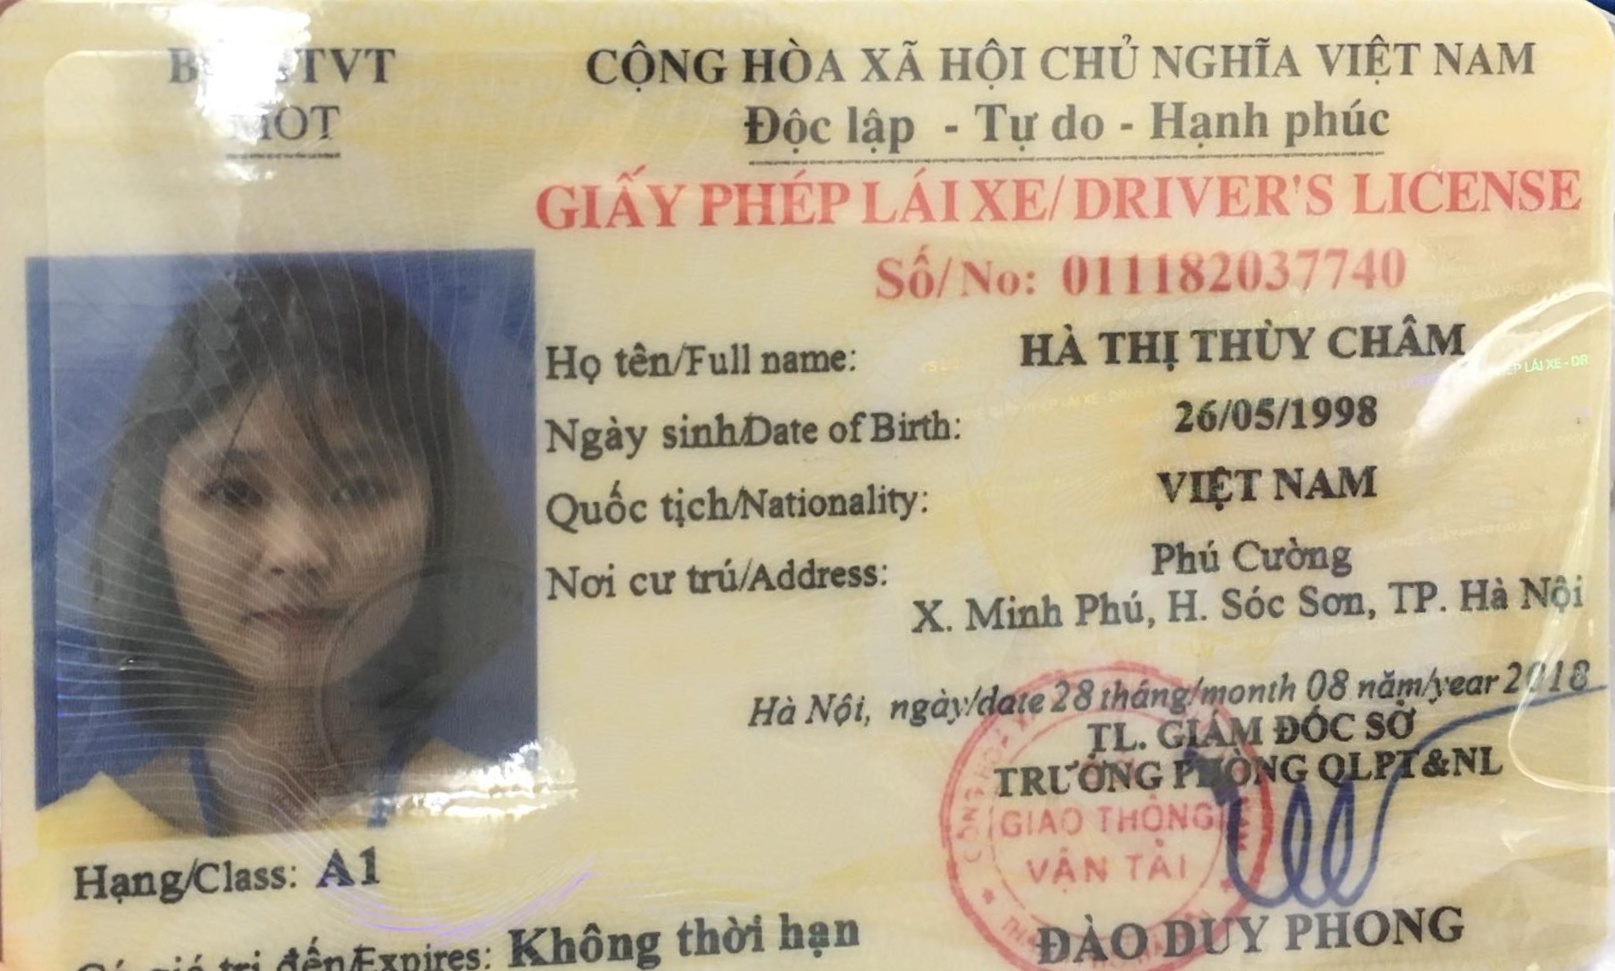 TVT
CỘNG HÒA XÃ HỘI CHỦ NGHĨA VIỆT NAM
MOT
Độc lập - Tự do - Hạnh phúc
GIẤY PHÉP LÁI XE/DRIVER'S LICENSE
Số/No: 011182037740
Họ tên/Full name: HÀ THỊ THÙY CHÂM
Ngày sinh/Date of Birth: 26/05/1998
Quốc tịch/Nationality: VIỆT NAM
Nơi cư trú/Address: Phú Cường
X. Minh Phú, H. Sóc Sơn, TP. Hà Nội
Hà Nội, ngày/date 28 tháng/month 08 năm/year 2018
TL. GIÁM ĐỐC SỞ
TRƯỞNG PHÒNG QLPT&NL
GIAO THÔNG
VẬN TẢI
Hạng/Class: A1
Có giá trị đến/Expires: Không thời hạn
ĐÀO DUY PHONG